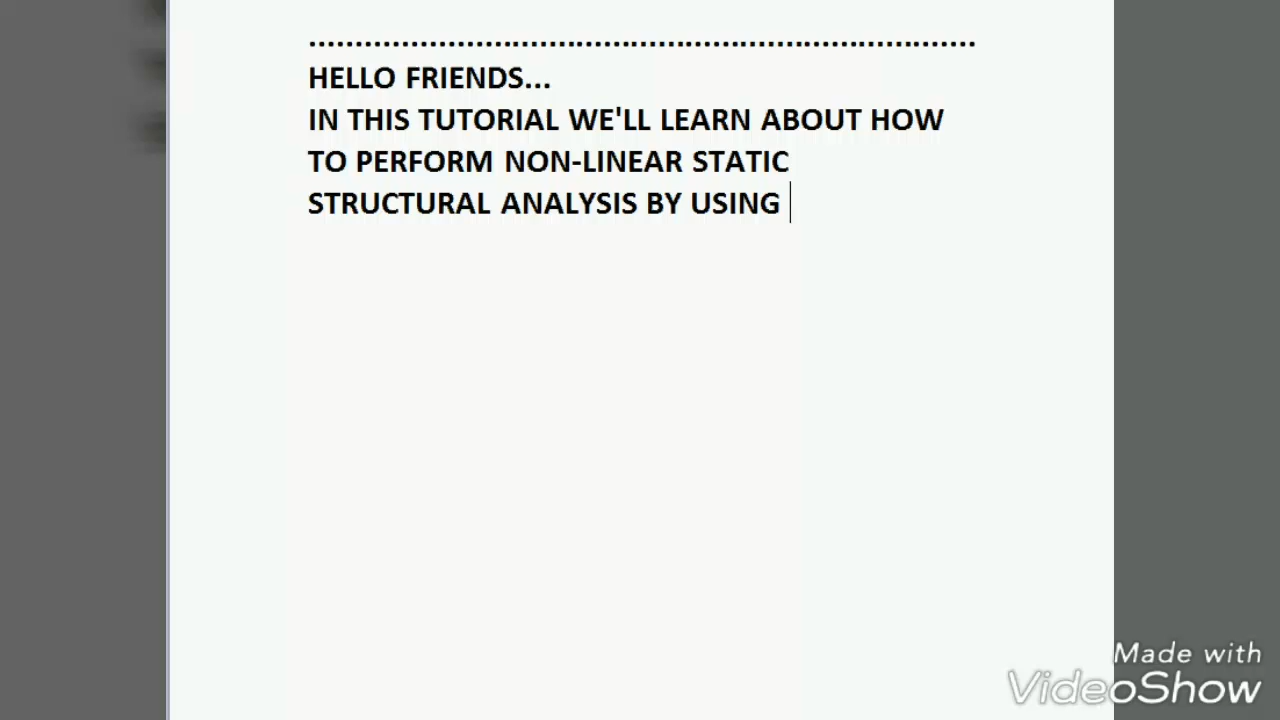 ................................................................................
HELLO FRIENDS...
IN THIS TUTORIAL WE'LL LEARN ABOUT HOW
TO PERFORM NON-LINEAR STATIC
STRUCTURAL ANALYSIS BY USING
Made with
VideoShow